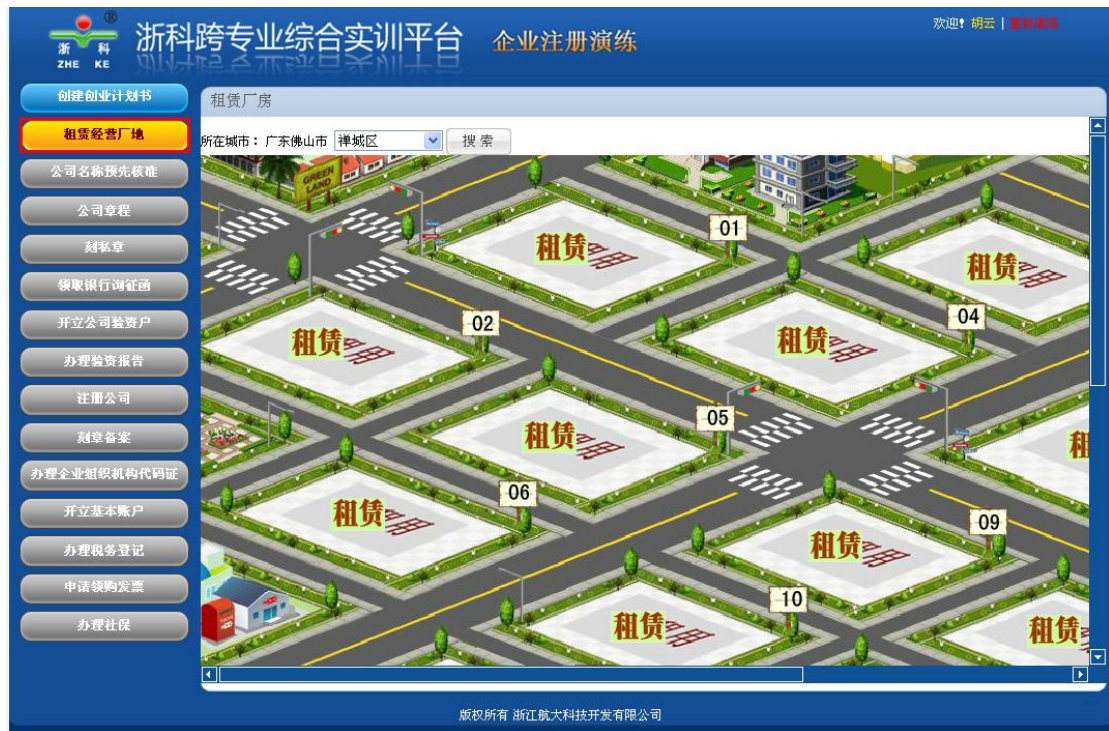 ®
浙 科
ZHE KE
浙科跨专业综合实训平台 企业注册演练
欢迎! 胡云 | 重新演练
创建创业计划书
租赁经营厂地
公司名称预先核准
公司章程
刻私章
领取银行询证函
开立公司验资户
办理验资报告
注册公司
刻章备案
办理企业组织机构代码证
开立基本账户
办理税务登记
申请领购发票
办理社保
租赁厂房
所在城市: 广东佛山市 禅城区 搜 索
GREEN
LAND
01
租赁
租赁
02
04
租赁
租赁
05
租赁
租
06
租赁
09
租赁
10
租赁
租赁
版权所有 浙江航大科技开发有限公司